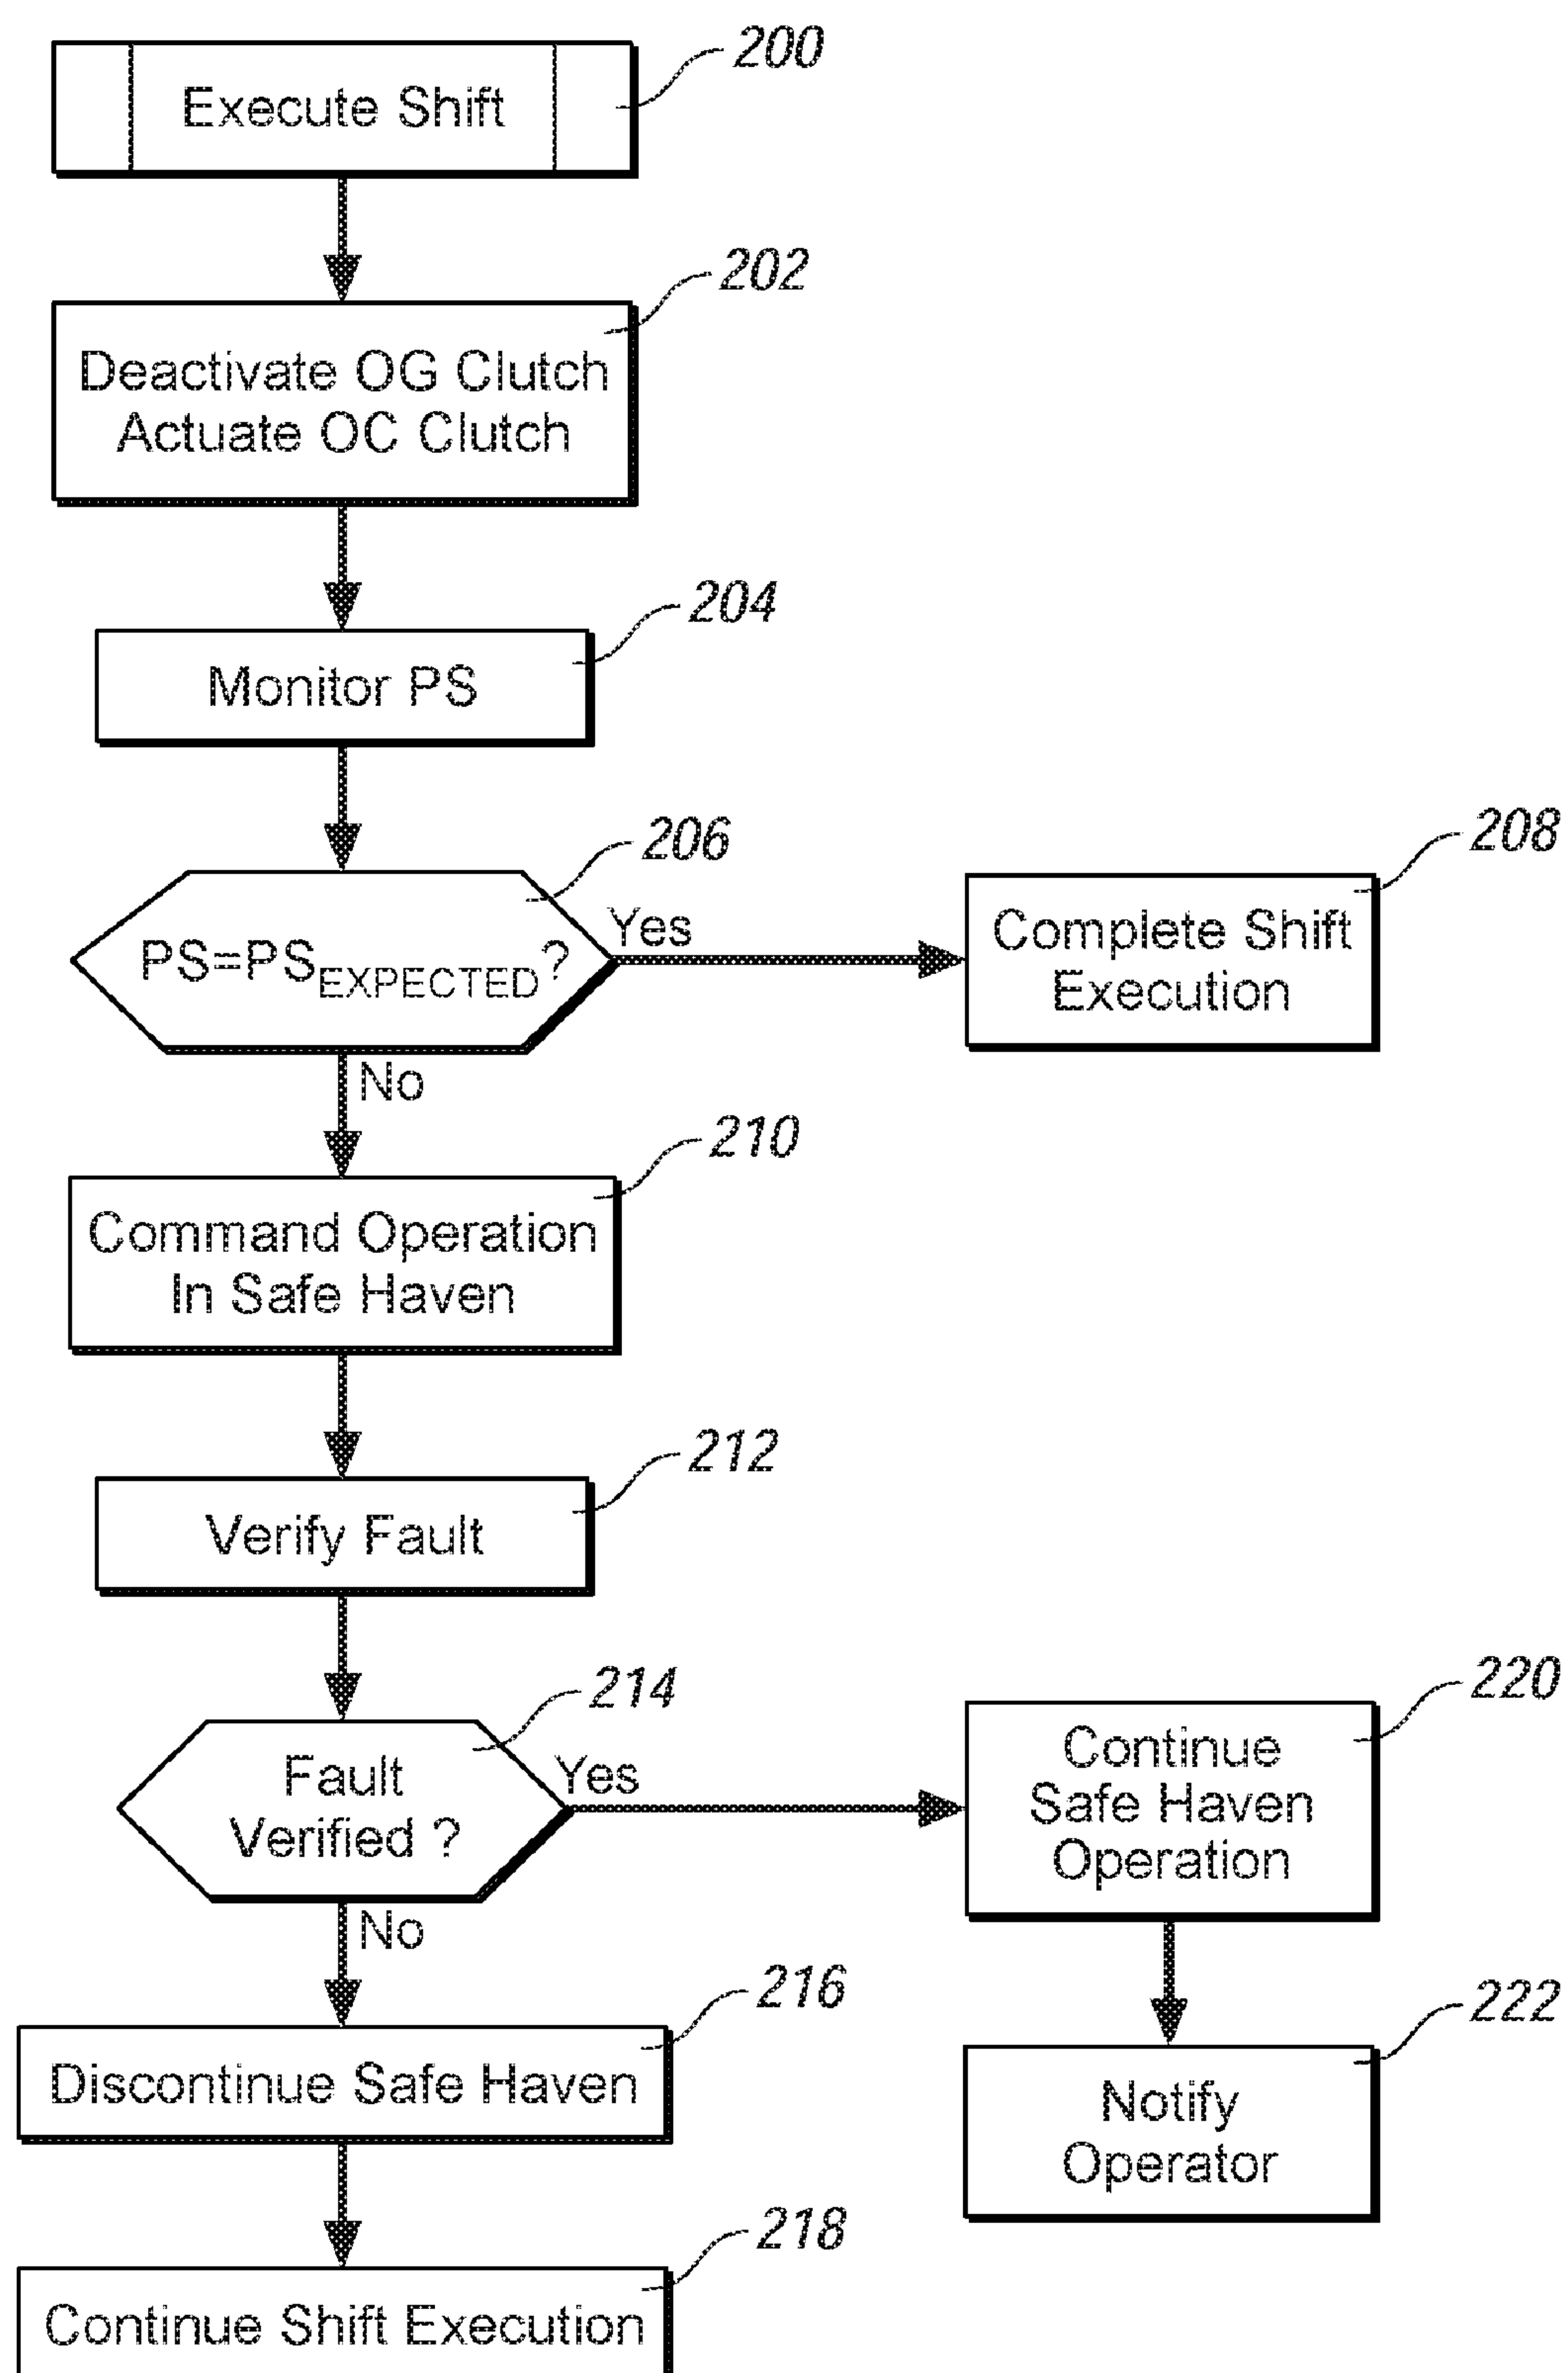 200
Execute Shift
202
Deactivate OG Clutch
Actuate OC Clutch
204
Monitor PS
206
PS=PSEXPECTED?
Yes
208
Complete Shift
Execution
No
210
Command Operation
In Safe Haven
212
Verify Fault
214
Fault
Verified ?
Yes
220
Continue
Safe Haven
Operation
No
216
Discontinue Safe Haven
222
Notify
Operator
218
Continue Shift Execution